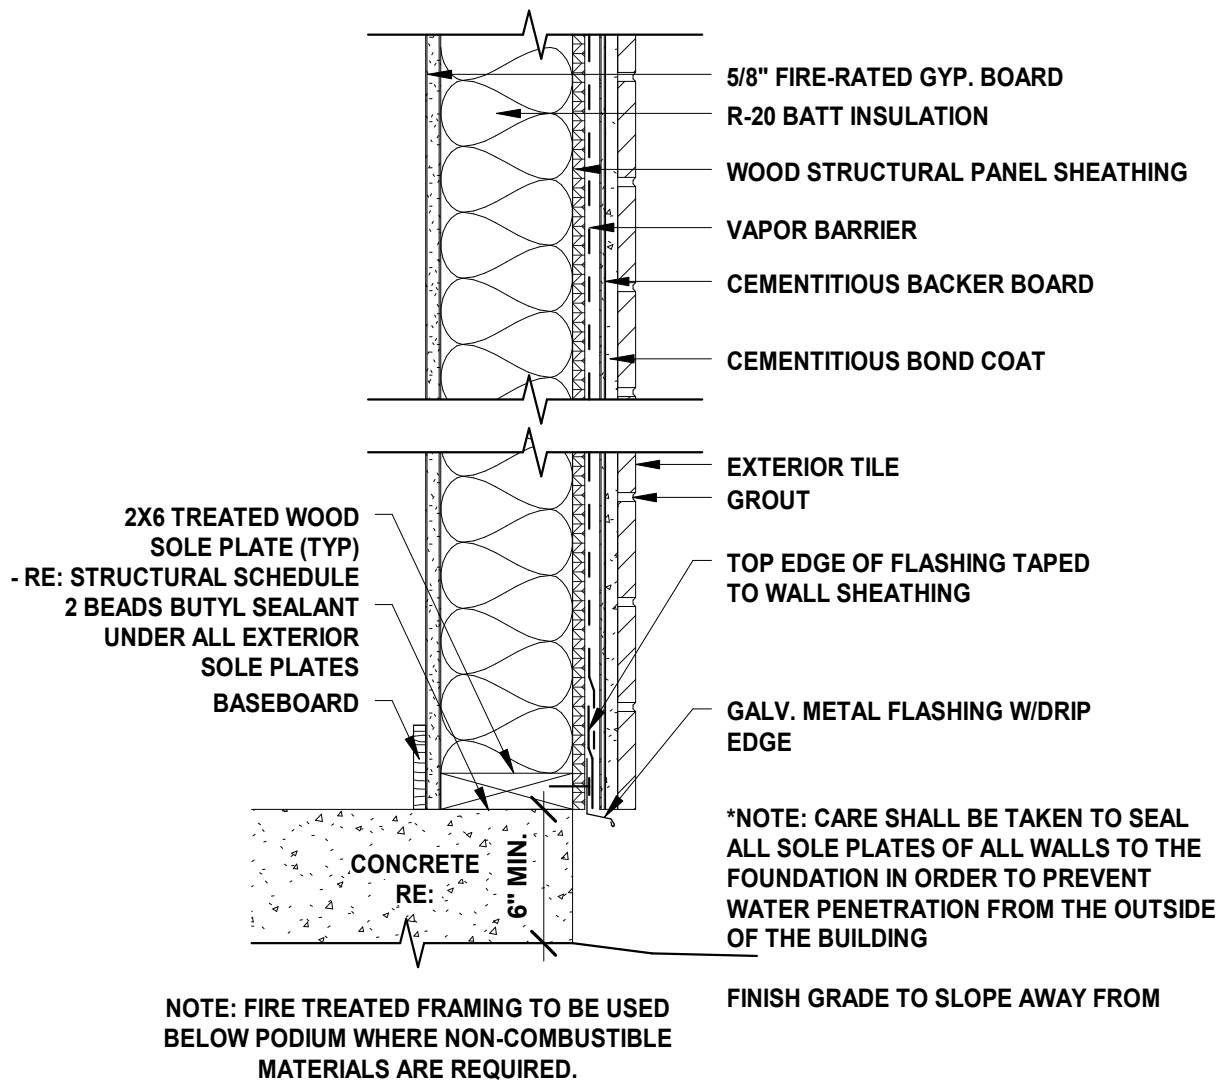 5/8" FIRE-RATED GYP. BOARD
R-20 BATT INSULATION
WOOD STRUCTURAL PANEL SHEATHING
VAPOR BARRIER
CEMENTITIOUS BACKER BOARD
CEMENTITIOUS BOND COAT
EXTERIOR TILE
GROUT
2X6 TREATED WOOD
SOLE PLATE (TYP)
- RE: STRUCTURAL SCHEDULE
2 BEADS BUTYL SEALANT
UNDER ALL EXTERIOR
SOLE PLATES
BASEBOARD
TOP EDGE OF FLASHING TAPED
TO WALL SHEATHING
GALV. METAL FLASHING W/DRIP
EDGE
CONCRETE
RE:
6" MIN.
*NOTE: CARE SHALL BE TAKEN TO SEAL
ALL SOLE PLATES OF ALL WALLS TO THE
FOUNDATION IN ORDER TO PREVENT
WATER PENETRATION FROM THE OUTSIDE
OF THE BUILDING
FINISH GRADE TO SLOPE AWAY FROM
NOTE: FIRE TREATED FRAMING TO BE USED
BELOW PODIUM WHERE NON-COMBUSTIBLE
MATERIALS ARE REQUIRED.